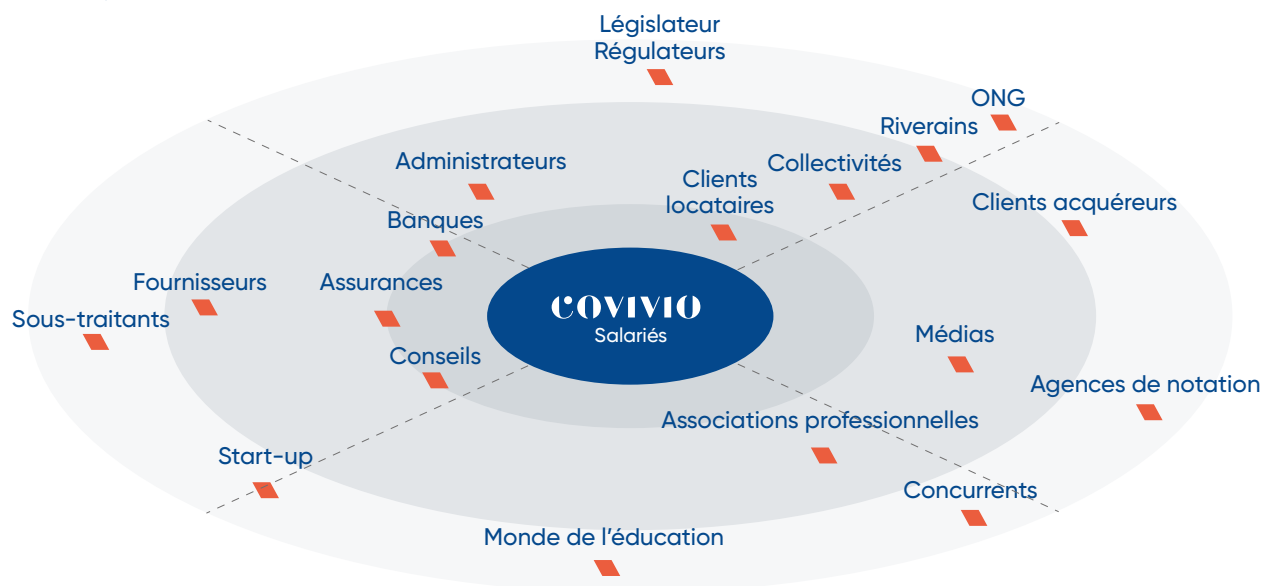 Législateur
Régulateurs
ONG
Riverains
Administrateurs
Collectivités
Clients
locataires
Clients acquéreurs
Banques
Fournisseurs
Assurances
COVIVIO
Salariés
Sous-traitants
Médias
Conseils
Agences de notation
Associations professionnelles
Start-up
Concurrents
Monde de l’éducation